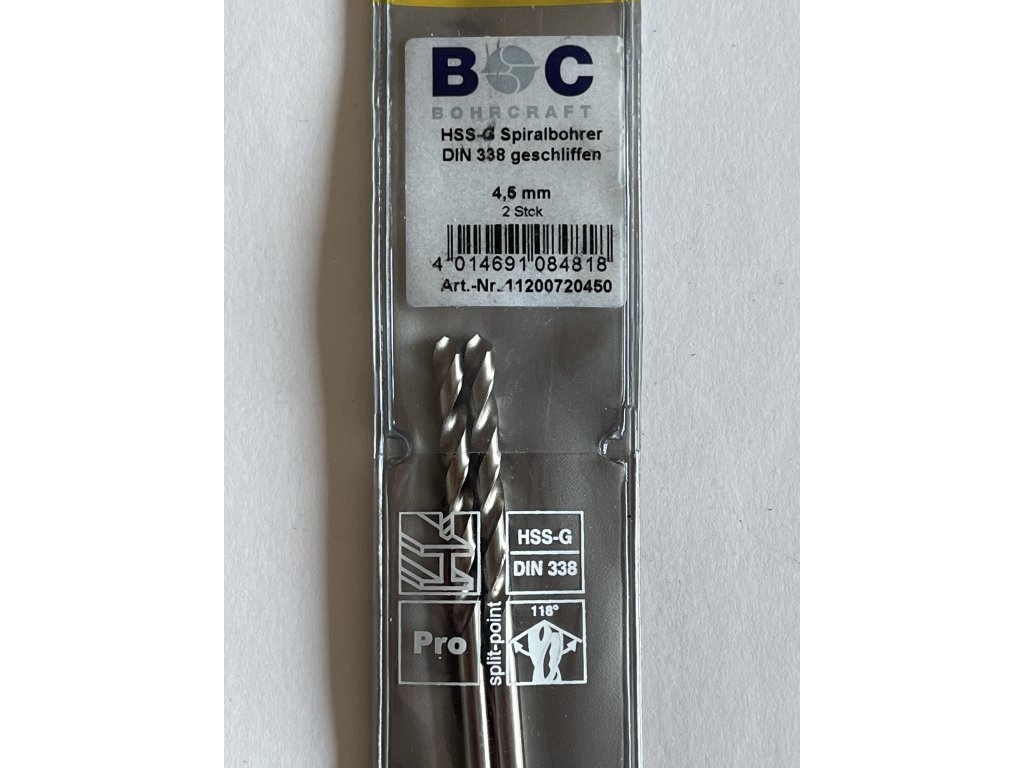 BOC
BOHRCRAFT
HSS-G Spiralbohrer
DIN 338 geschliffen
4,5 mm
2 Stck
4 014691 084818
Art.-Nr. 11200720450
HSS-G
DIN 338
Pro
split-point
118°